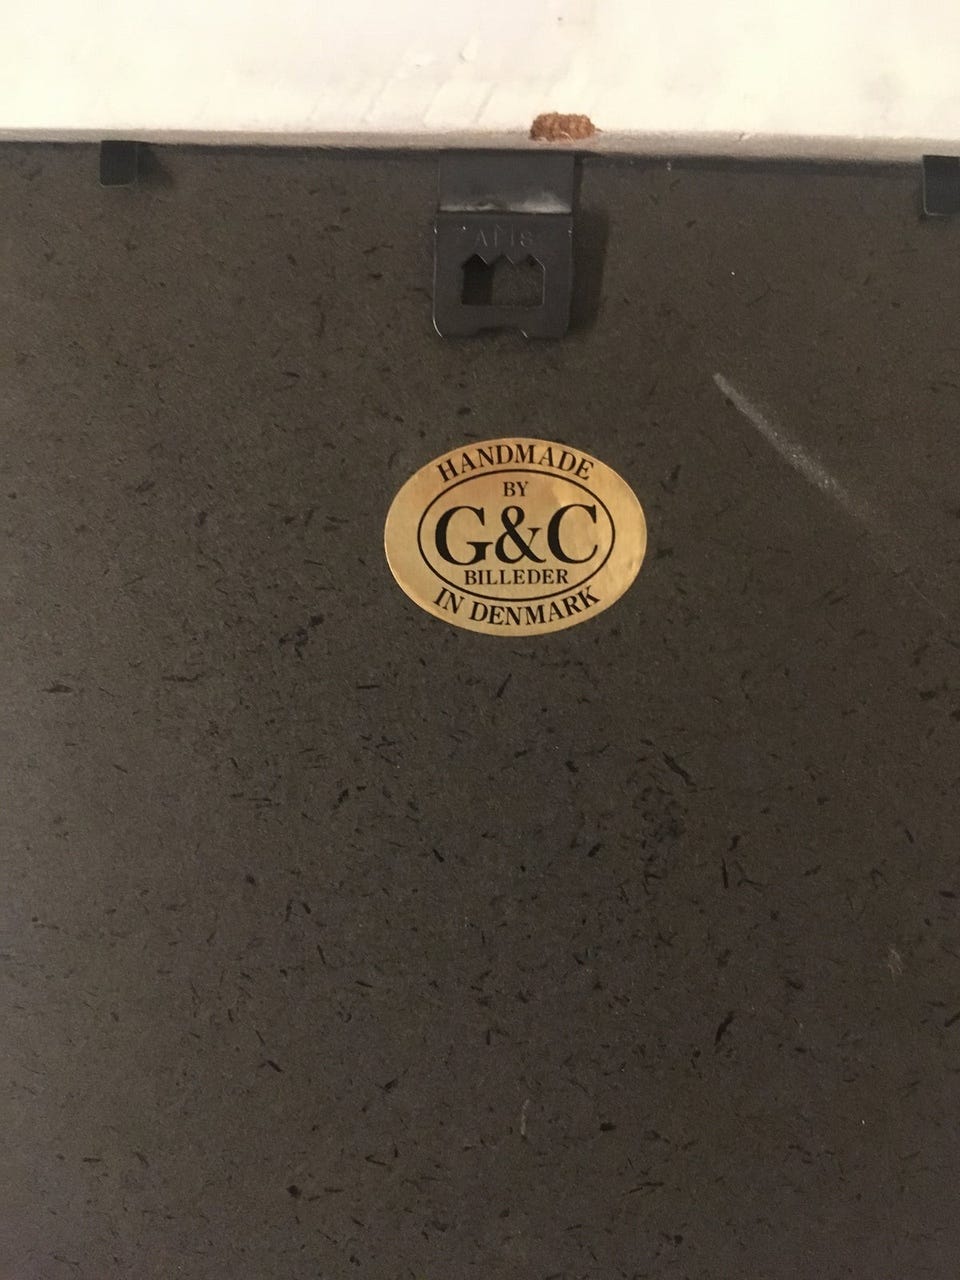 HANDMADE
BY
G&C
BILLEDER
IN DENMARK